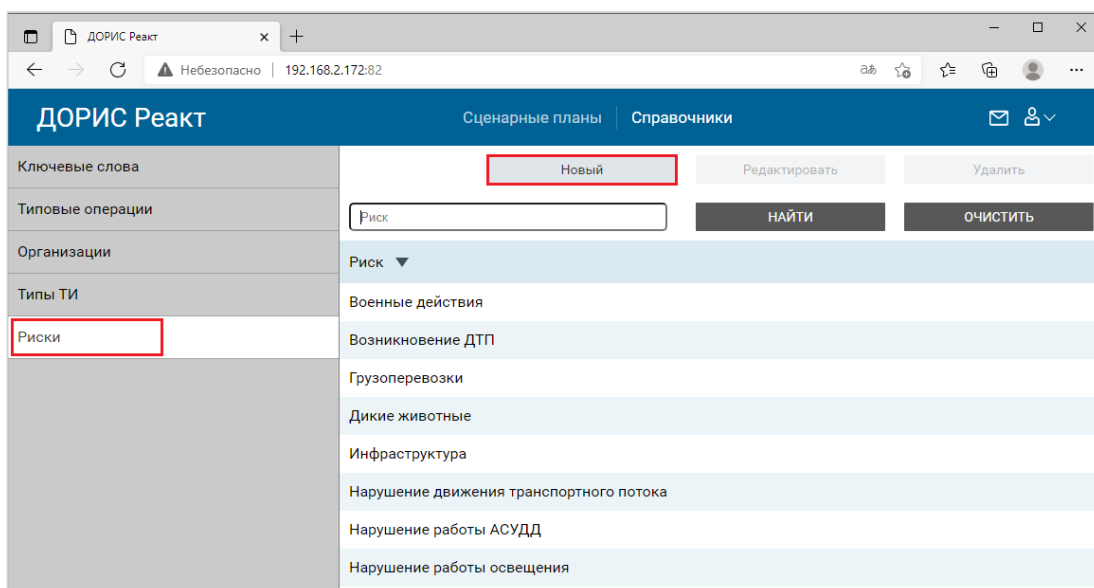 ДОРИС Реакт
Небезопасно 192.168.2.172:82
ДОРИС Реакт Сценарные планы Справочники
Ключевые слова
Типовые операции
Организации
Типы ТИ
Риски
Новый Редактировать Удалить
Риск НАЙТИ ОЧИСТИТЬ
Риск
Военные действия
Возникновение ДТП
Грузоперевозки
Дикие животные
Инфраструктура
Нарушение движения транспортного потока
Нарушение работы АСУДД
Нарушение работы освещения